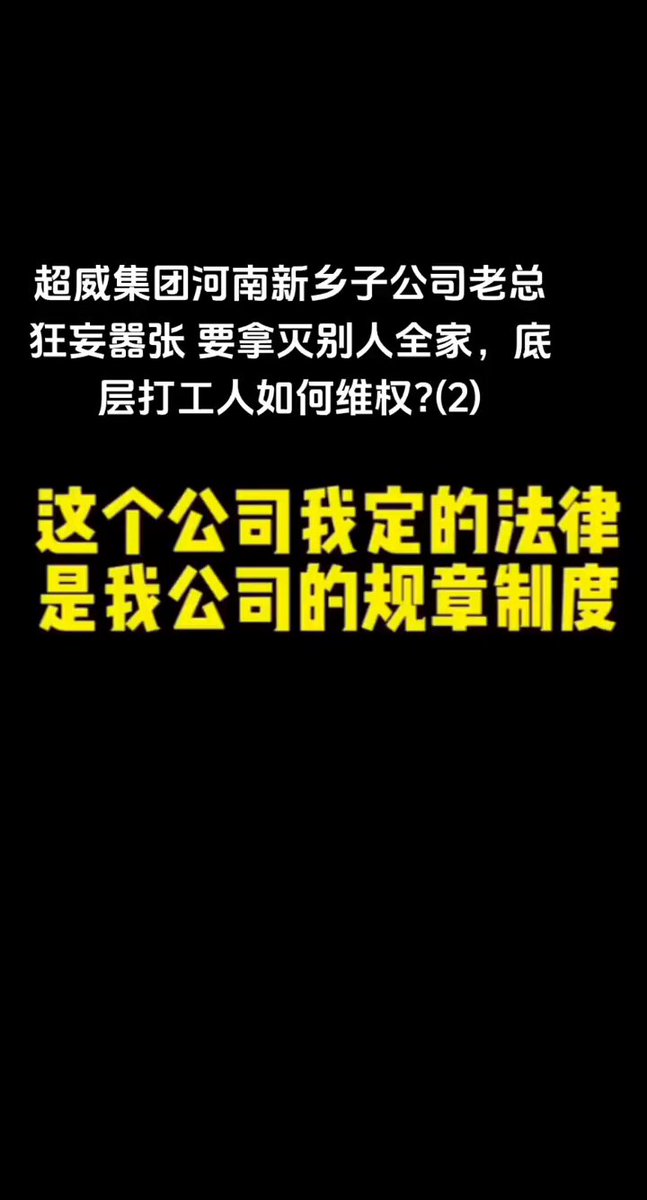 超威集团河南新乡子公司老总
狂妄嚣张 要拿灭别人全家，底
层打工人如何维权?(2)
这个公司我定的法律
是我公司的规章制度